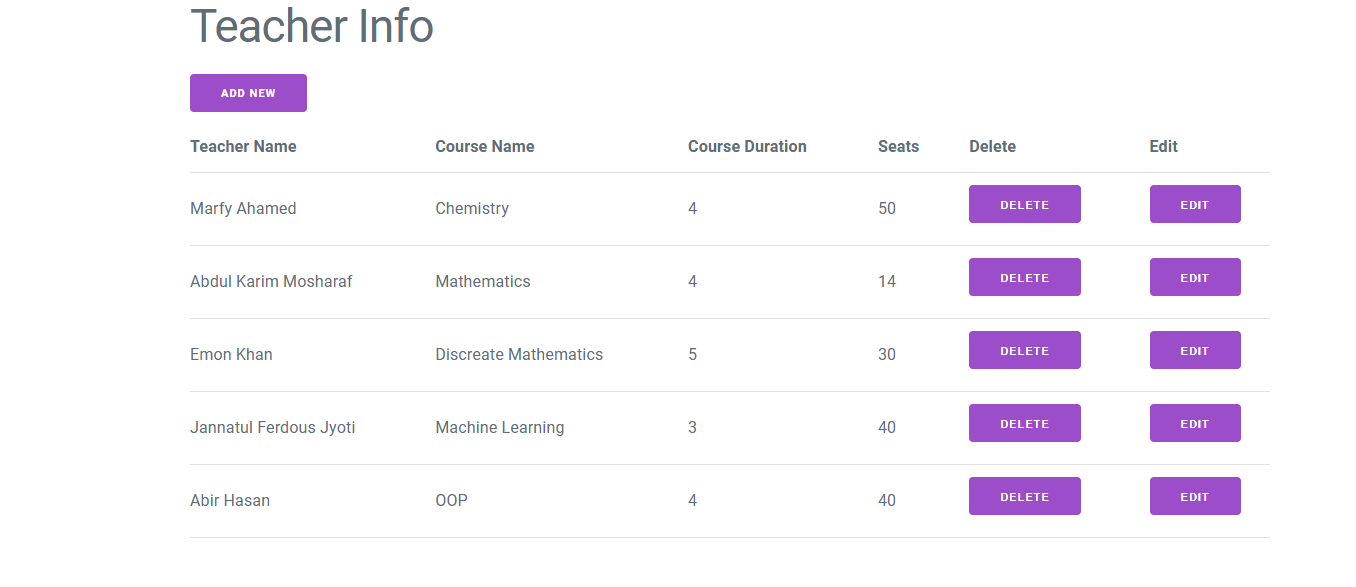 Teacher Info
ADD NEW
Teacher Name Course Name Course Duration Seats Delete Edit
Marfy Ahamed Chemistry 4 50 DELETE EDIT
Abdul Karim Mosharaf Mathematics 4 14 DELETE EDIT
Emon Khan Discreate Mathematics 5 30 DELETE EDIT
Jannatul Ferdous Jyoti Machine Learning 3 40 DELETE EDIT
Abir Hasan OOP 4 40 DELETE EDIT